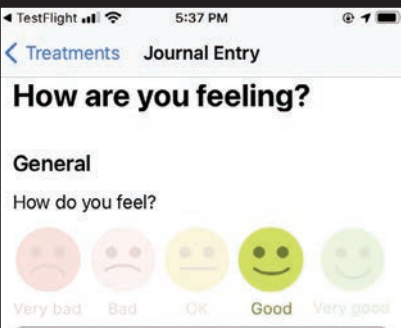 TestFlight 5:37 PM
Treatments Journal Entry
How are you feeling?
General
How do you feel?
Very bad Bad OK Good Very good